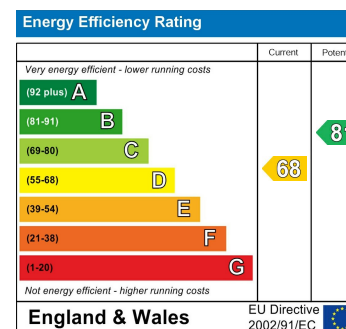 Energy Efficiency Rating
Current
Very energy efficient - lower running costs
(92 plus) A
(81-91) B
(69-80) C
(55-68) D
68
(39-54) E
(21-38) F
(1-20) G
Not energy efficient - higher running costs
England & Wales
EU Directive
2002/91/EC